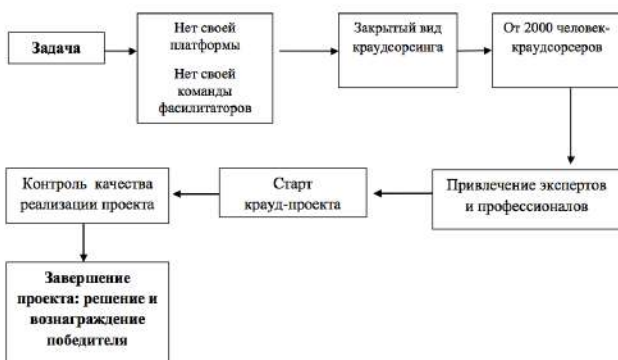 Задача
Нет своей
платформы
Нет своей
команды
фасилитаторов
Закрытый вид
краудсорсинга
От 2000 человек-
краудсорсеров
Привлечение экспертов
и профессионалов
Старт
крауд-проекта
Контроль качества
реализации проекта
Завершение
проекта: решение и
вознаграждение
победителя